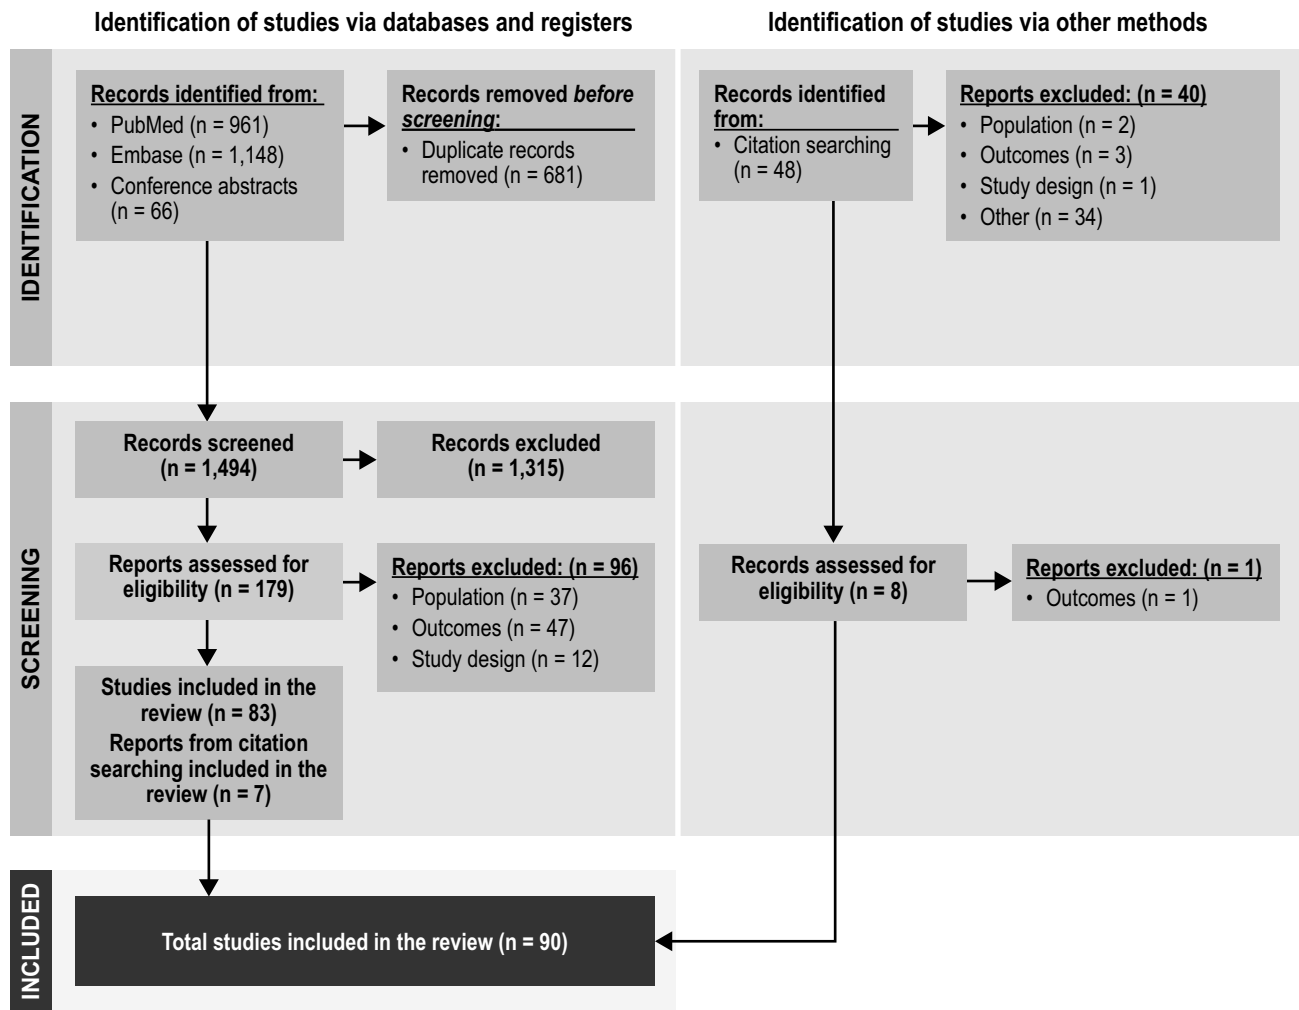 Identification of studies via databases and registers
Identification of studies via other methods
IDENTIFICATION
Records identified from:
• PubMed (n = 961)
• Embase (n = 1,148)
• Conference abstracts
(n = 66)
Records removed before
screening:
• Duplicate records
removed (n = 681)
Records identified
from:
• Citation searching
(n = 48)
Reports excluded: (n = 40)
• Population (n = 2)
• Outcomes (n = 3)
• Study design (n = 1)
• Other (n = 34)
SCREENING
Records screened
(n = 1,494)
Records excluded
(n = 1,315)
Reports assessed for
eligibility (n = 179)
Reports excluded: (n = 96)
• Population (n = 37)
• Outcomes (n = 47)
• Study design (n = 12)
Records assessed for
eligibility (n = 8)
Reports excluded: (n = 1)
• Outcomes (n = 1)
Studies included in the
review (n = 83)
Reports from citation
searching included in the
review (n = 7)
INCLUDED
Total studies included in the review (n = 90)